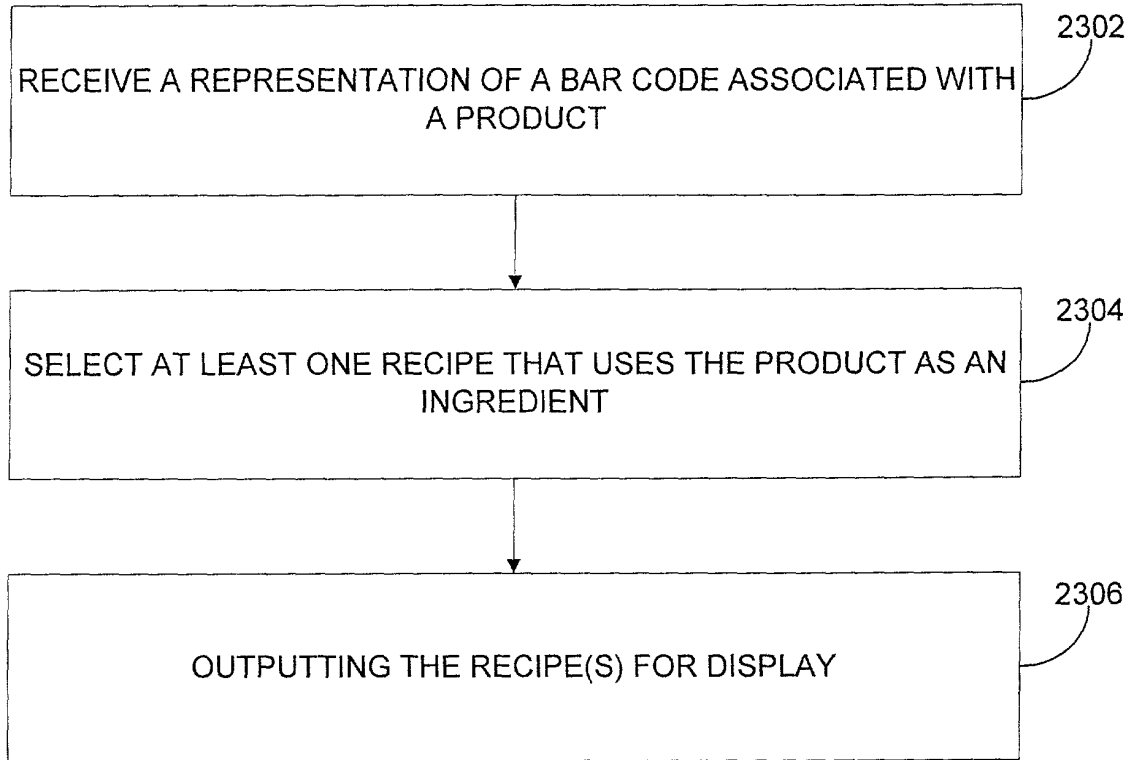 2302
RECEIVE A REPRESENTATION OF A BAR CODE ASSOCIATED WITH
A PRODUCT
2304
SELECT AT LEAST ONE RECIPE THAT USES THE PRODUCT AS AN
INGREDIENT
2306
OUTPUTTING THE RECIPE(S) FOR DISPLAY